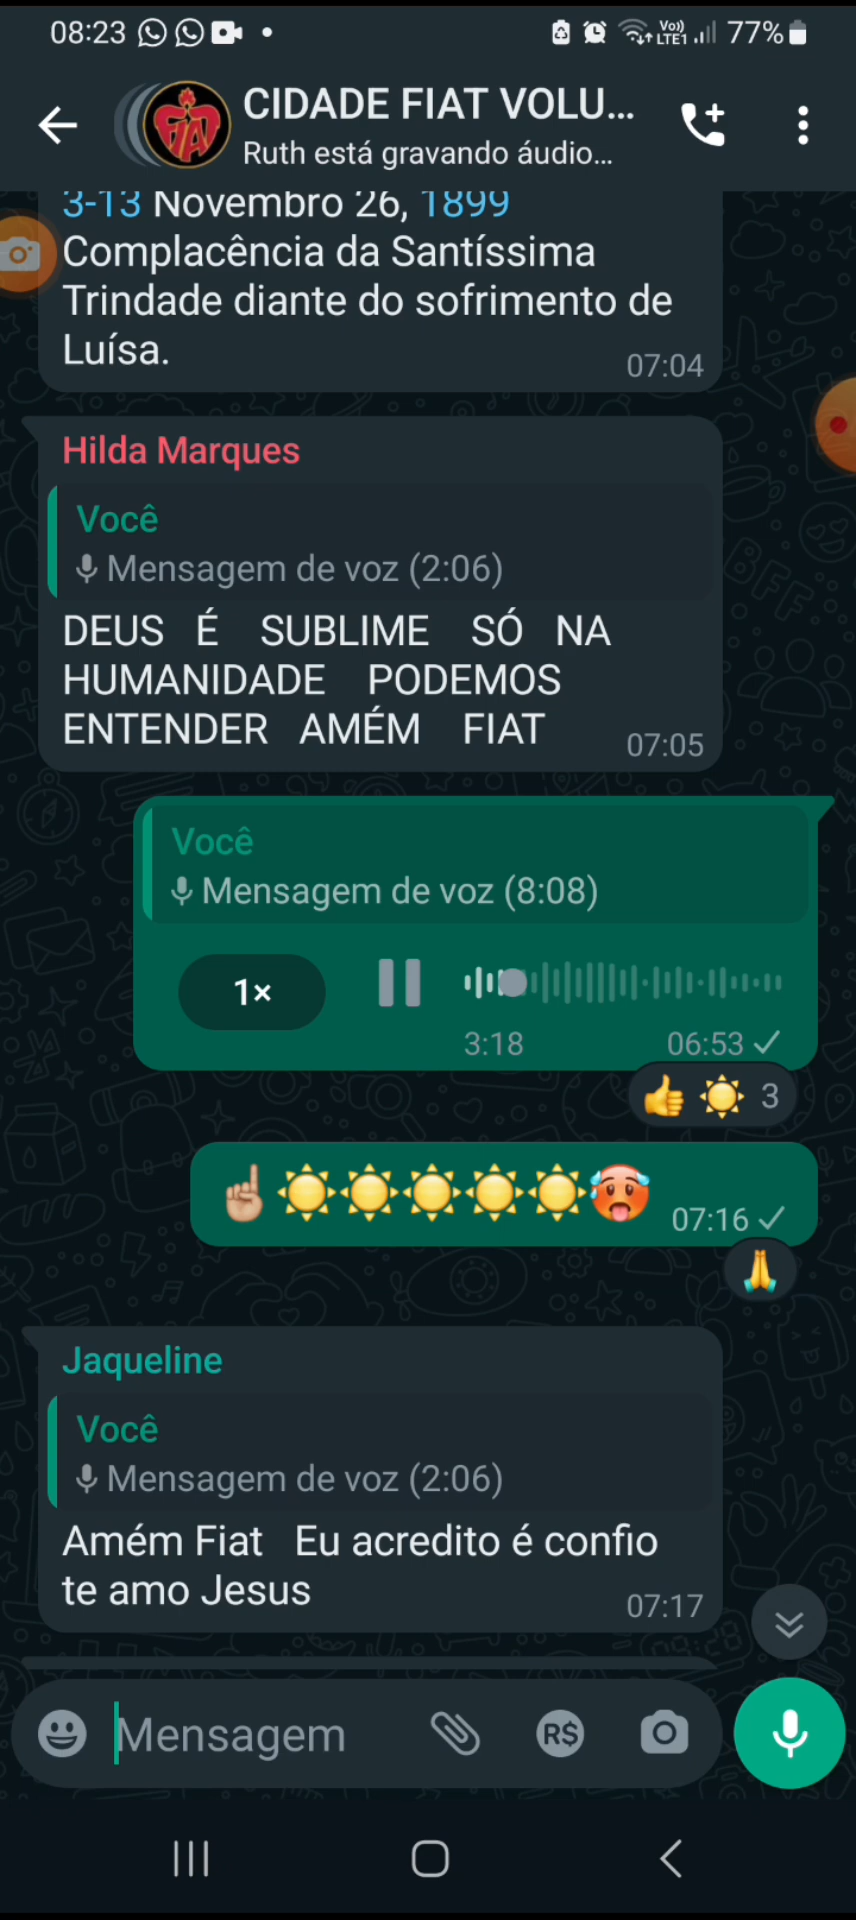 08:23
Vo))
LTE1
77%
CIDADE FIAT VOLU...
Ruth está gravando áudio...
3-13 Novembro 26, 1899
Complacência da Santíssima
Trindade diante do sofrimento de
Luísa.
07:04
Hilda Marques
Você
Mensagem de voz (2:06)
DEUS É SUBLIME SÓ NA
HUMANIDADE PODEMOS
ENTENDER AMÉM FIAT
07:05
Você
Mensagem de voz (8:08)
1×
3:18
06:53
👍☀️ 3
☝🏼☀️☀️☀️☀️☀️🥵
07:16
🙏
Jaqueline
Você
Mensagem de voz (2:06)
Amém Fiat Eu acredito é confio
te amo Jesus
07:17
Mensagem
R$